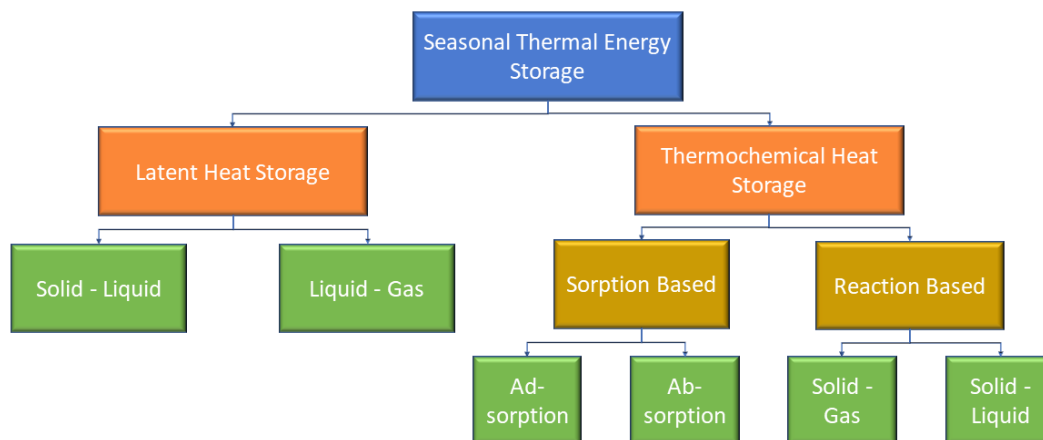 Seasonal Thermal Energy
Storage
Latent Heat Storage
Thermochemical Heat
Storage
Solid - Liquid
Liquid - Gas
Sorption Based
Reaction Based
Ad-
sorption
Ab-
sorption
Solid -
Gas
Solid -
Liquid